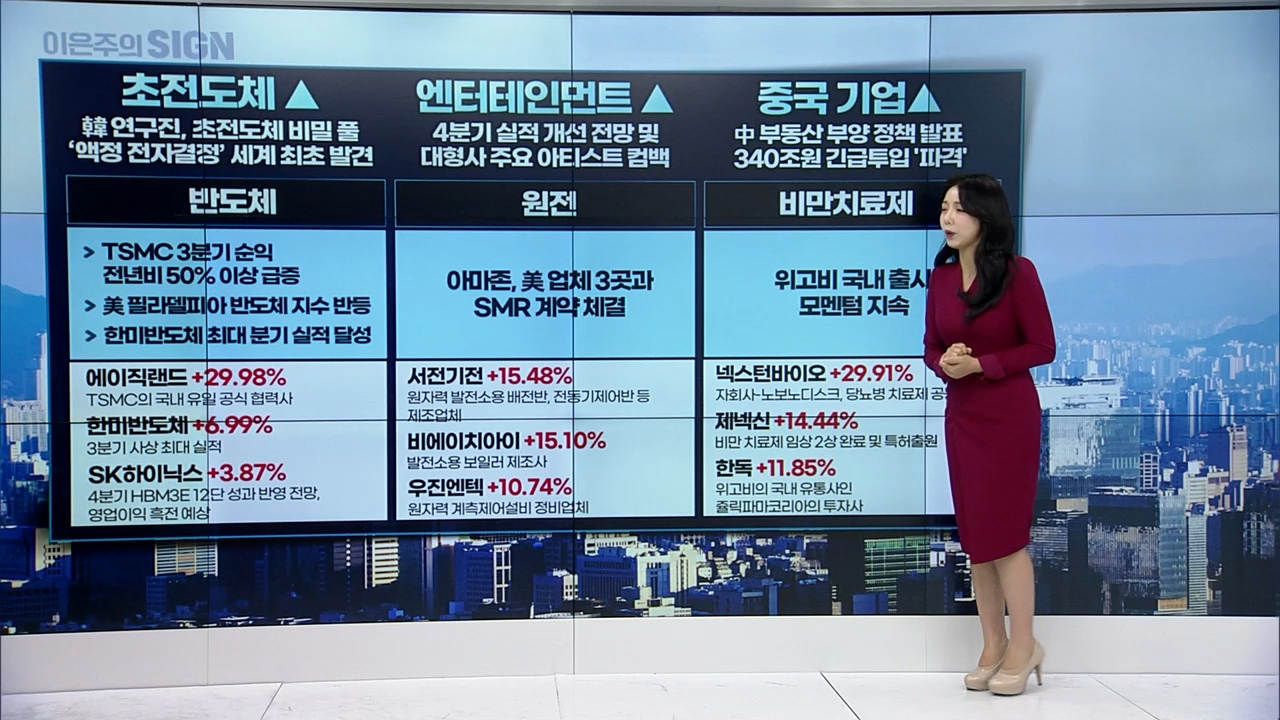 이은주의 SIGN
초전도체 ▲
韓 연구진, 초전도체 비밀 풀
'액정 전자결정' 세계 최초 발견
엔터테인먼트 ▲
4분기 실적 개선 전망 및
대형사 주요 아티스트 컴백
중국 기업▲
中 부동산 부양 정책 발표
340조원 긴급투입 '파격'
반도체
> TSMC 3분기 순익
전년비 50% 이상 급증
> 美 필라델피아 반도체 지수 반등
> 한미반도체 최대 분기 실적 달성
에이직랜드 +29.98%
TSMC의 국내 유일 공식 협력사
한미반도체 +6.99%
3분기 사상 최대 실적
SK하이닉스 +3.87%
4분기 HBM3E 12단 성과 반영 전망,
영업이익 흑전 예상
원전
아마존, 美 업체 3곳과
SMR 계약 체결
서전기전 +15.48%
원자력 발전소용 배전반, 전동기제어반 등
제조업체
비에이치아이 +15.10%
발전소용 보일러 제조사
우진엔텍 +10.74%
원자력 계측제어설비 정비업체
비만치료제
위고비 국내 출시
모멘텀 지속
넥스턴바이오 +29.91%
자회사-노보노디스크, 당뇨병 치료제
제넥신 +14.44%
비만 치료제 임상 2상 완료 및 특허출원
한독 +11.85%
위고비의 국내 유통사인
쥴릭파마코리아의 투자사